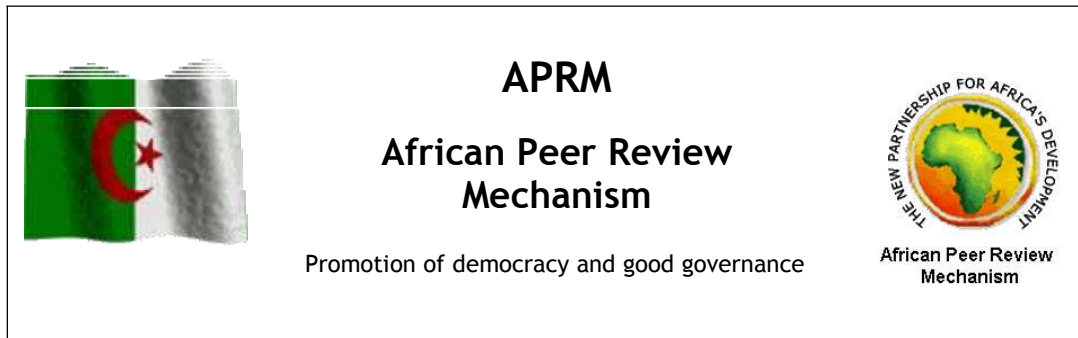 APRM
African Peer Review
Mechanism
Promotion of democracy and good governance
THE NEW PARTNERSHIP FOR AFRICA'S DEVELOPMENT
African Peer Review
Mechanism